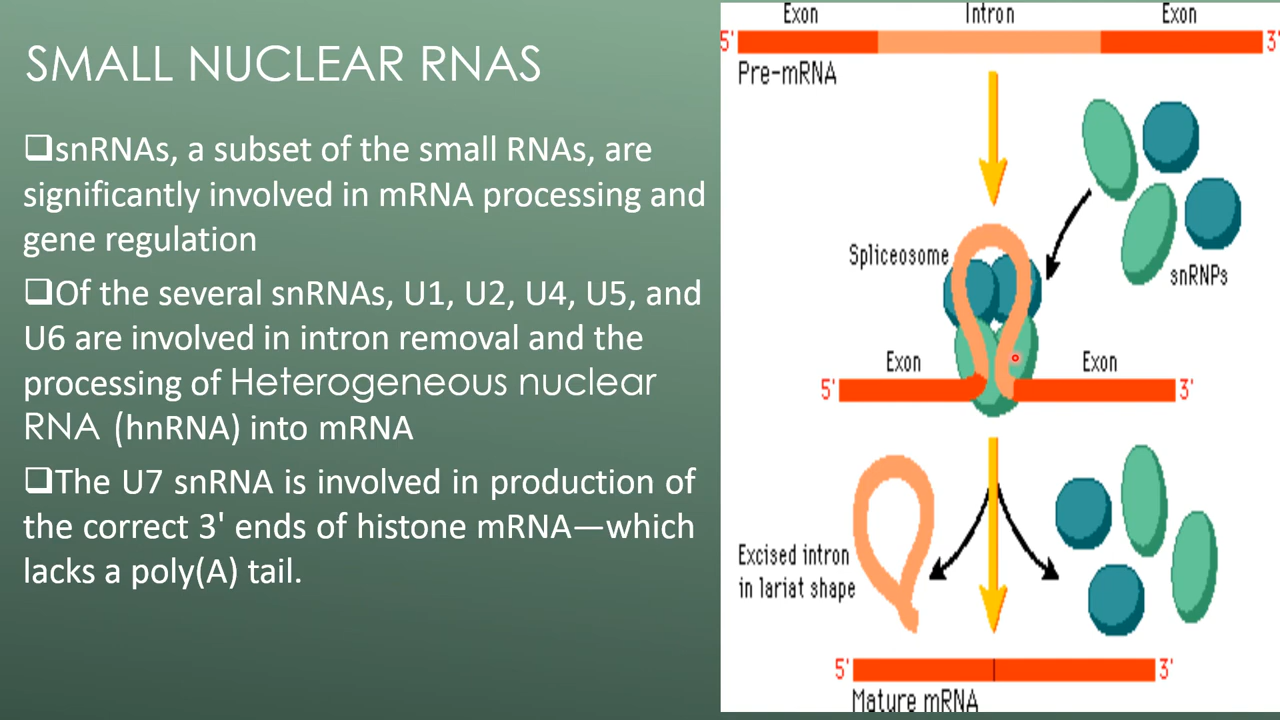 SMALL NUCLEAR RNAS
❑snRNAs, a subset of the small RNAs, are
significantly involved in mRNA processing and
gene regulation
❑Of the several snRNAs, U1, U2, U4, U5, and
U6 are involved in intron removal and the
processing of Heterogeneous nuclear
RNA (hnRNA) into mRNA
❑The U7 snRNA is involved in production of
the correct 3' ends of histone mRNA—which
lacks a poly(A) tail.
Exon Intron Exon
5' 3'
Pre-mRNA
Spliceosome
snRNPs
Exon Exon
5' 3'
Excised intron
in lariat shape
5' 3'
Mature mRNA